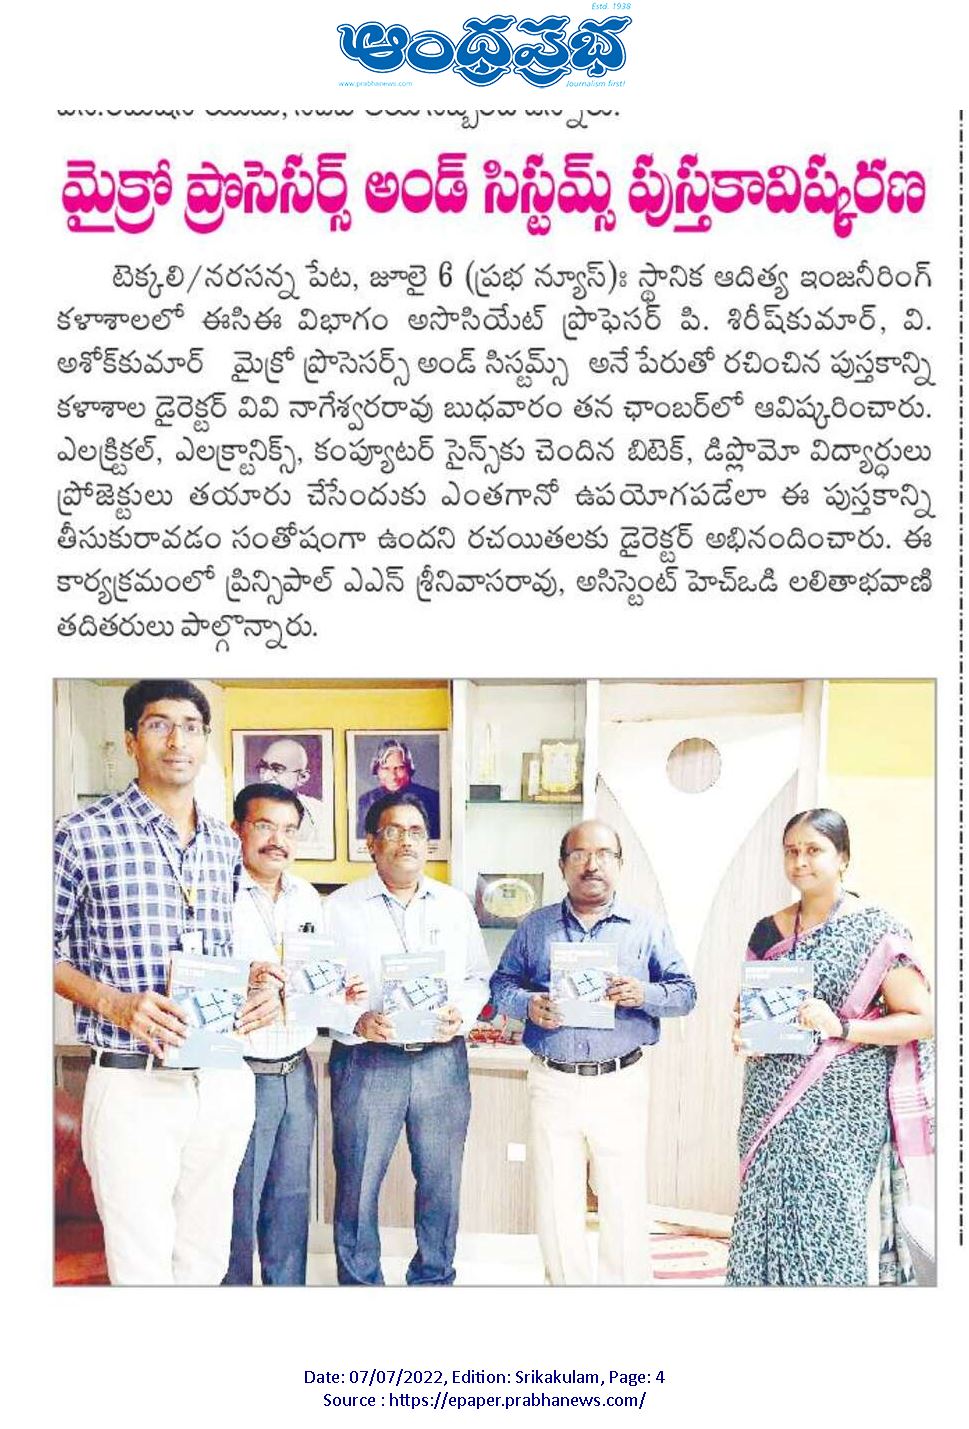 Estd. 1938
ఆంధ్రప్రభ
www.prabhanews.com
Journalism first!
మైక్రో ప్రొసెసర్స్ అండ్ సిస్టమ్స్ పుస్తకావిష్కరణ
టెక్కలి/నరసన్న పేట, జూలై 6 (ప్రభ న్యూస్): స్థానిక ఆదిత్య ఇంజనీరింగ్
కళాశాలలో ఈసిఈ విభాగం అసొసియేట్ ప్రొఫెసర్ పి. శిరీష్‌కుమార్, వి.
అశోక్‌కుమార్ మైక్రో ప్రొసెసర్స్ అండ్ సిస్టమ్స్ అనే పేరుతో రచించిన పుస్తకాన్ని
కళాశాల డైరెక్టర్ వివి నాగేశ్వరరావు బుధవారం తన ఛాంబర్‌లో ఆవిష్కరించారు.
ఎలక్ట్రికల్, ఎలక్ట్రానిక్స్, కంప్యూటర్ సైన్స్‌కు చెందిన బిటెక్, డిప్లొమో విద్యార్ధులు
ప్రోజెక్టులు తయారు చేసేందుకు ఎంతగానో ఉపయోగపడేలా ఈ పుస్తకాన్ని
తీసుకురావడం సంతోషంగా ఉందని రచయితలకు డైరెక్టర్ అభినందించారు. ఈ
కార్యక్రమంలో ప్రిన్సిపాల్ ఎఎన్ శ్రీనివాసరావు, అసిస్టెంట్ హెచ్ఒడి లలితాభవాణి
తదితరులు పాల్గొన్నారు.
Date: 07/07/2022, Edition: Srikakulam, Page: 4
Source : https://epaper.prabhanews.com/